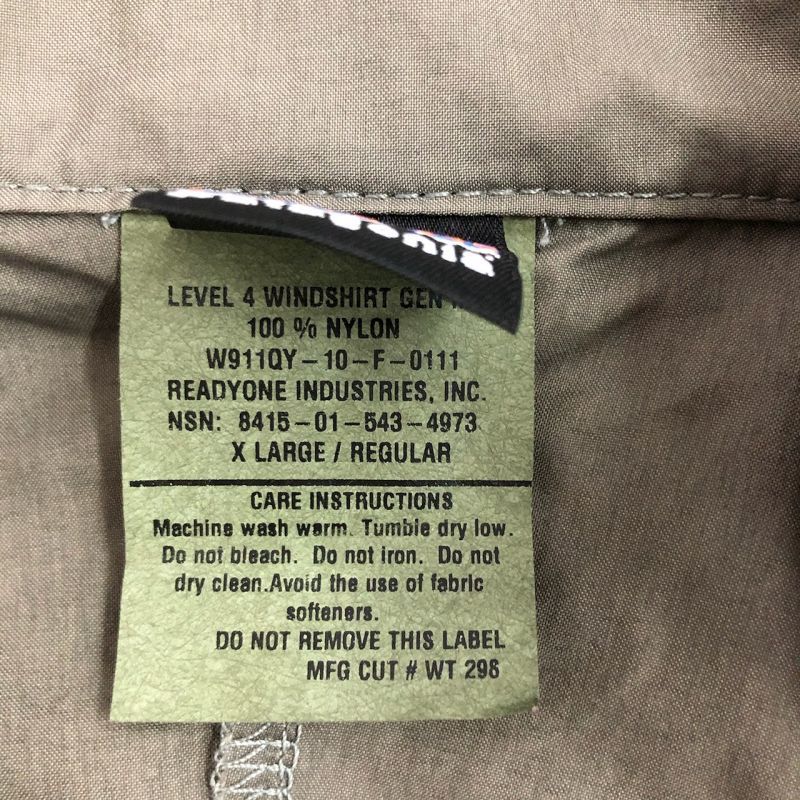 patagonia
LEVEL 4 WINDSHIRT GEN
100 % NYLON
W911QY-10-F-0111
READYONE INDUSTRIES, INC.
NSN: 8415-01-543-4973
X LARGE / REGULAR
CARE INSTRUCTIONS
Machine wash warm. Tumble dry low.
Do not bleach. Do not iron. Do not
dry clean.Avoid the use of fabric
softeners.
DO NOT REMOVE THIS LABEL
MFG CUT # WT 296